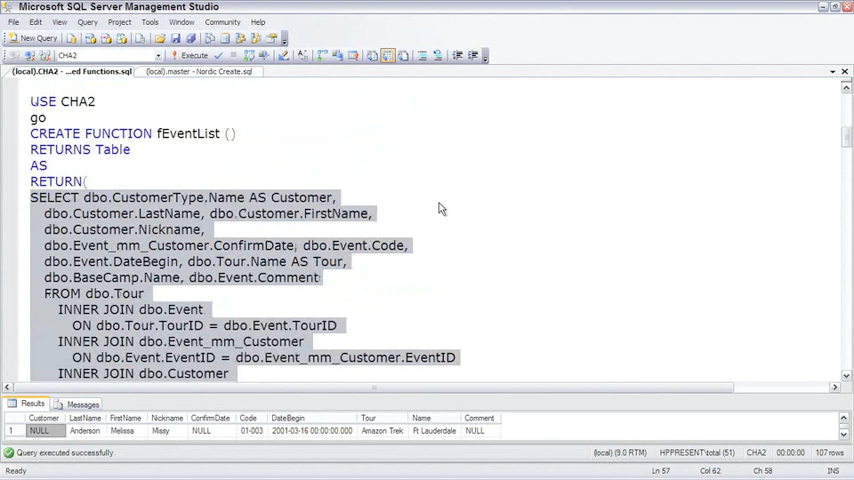 Microsoft SQL Server Management Studio
File Edit View Query Project Tools Window Community Help
New Query
CHA2 Execute
(local).CHA2 - ...ed Functions.sql (local).master - Nordic Create.sql
USE CHA2
go
CREATE FUNCTION fEventList ()
RETURNS Table
AS
RETURN(
SELECT dbo.CustomerType.Name AS Customer,
dbo.Customer.LastName, dbo.Customer.FirstName,
dbo.Customer.Nickname,
dbo.Event_mm_Customer.ConfirmDate, dbo.Event.Code,
dbo.Event.DateBegin, dbo.Tour.Name AS Tour,
dbo.BaseCamp.Name, dbo.Event.Comment
FROM dbo.Tour
INNER JOIN dbo.Event
ON dbo.Tour.TourID = dbo.Event.TourID
INNER JOIN dbo.Event_mm_Customer
ON dbo.Event.EventID = dbo.Event_mm_Customer.EventID
INNER JOIN dbo.Customer
Results Messages
Customer LastName FirstName Nickname ConfirmDate Code DateBegin Tour Name Comment
1 NULL Anderson Melissa Missy NULL 01-003 2001-03-16 00:00:00.000 Amazon Trek Ft Lauderdale NULL
Query executed successfully. (local) (9.0 RTM) HPPRESENT\total (51) CHA2 00:00:00 107 rows
Ready Ln 57 Col 62 Ch 58 INS